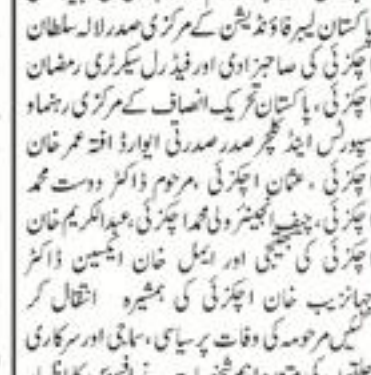 پاکستان لیبر فاؤنڈیشن کے مرکزی صدر لالہ سلطان
اچکزئی کی صاحبزادی اور فیڈرل سیکرٹری رمضان
اچکزئی، پاکستان تحریک انصاف کے مرکزی رہنما و
سپورٹس اینڈ کلچر صدر صدارتی ایوارڈ یافتہ عمر خان
اچکزئی ، عثمان اچکزئی ،مرحوم ڈاکٹر دوست محمد
اچکزئی، چیف انجینئر ولی محمد اچکزئی، عبدالکریم خان
اچکزئی کی بھتیجی اور ایمل خان ایکسین ڈاکٹر
جہانزیب خان اچکزئی کی ہمشیرہ انتقال کر
گئیں مرحومہ کی وفات پر سیاسی، سماجی اور سرکاری